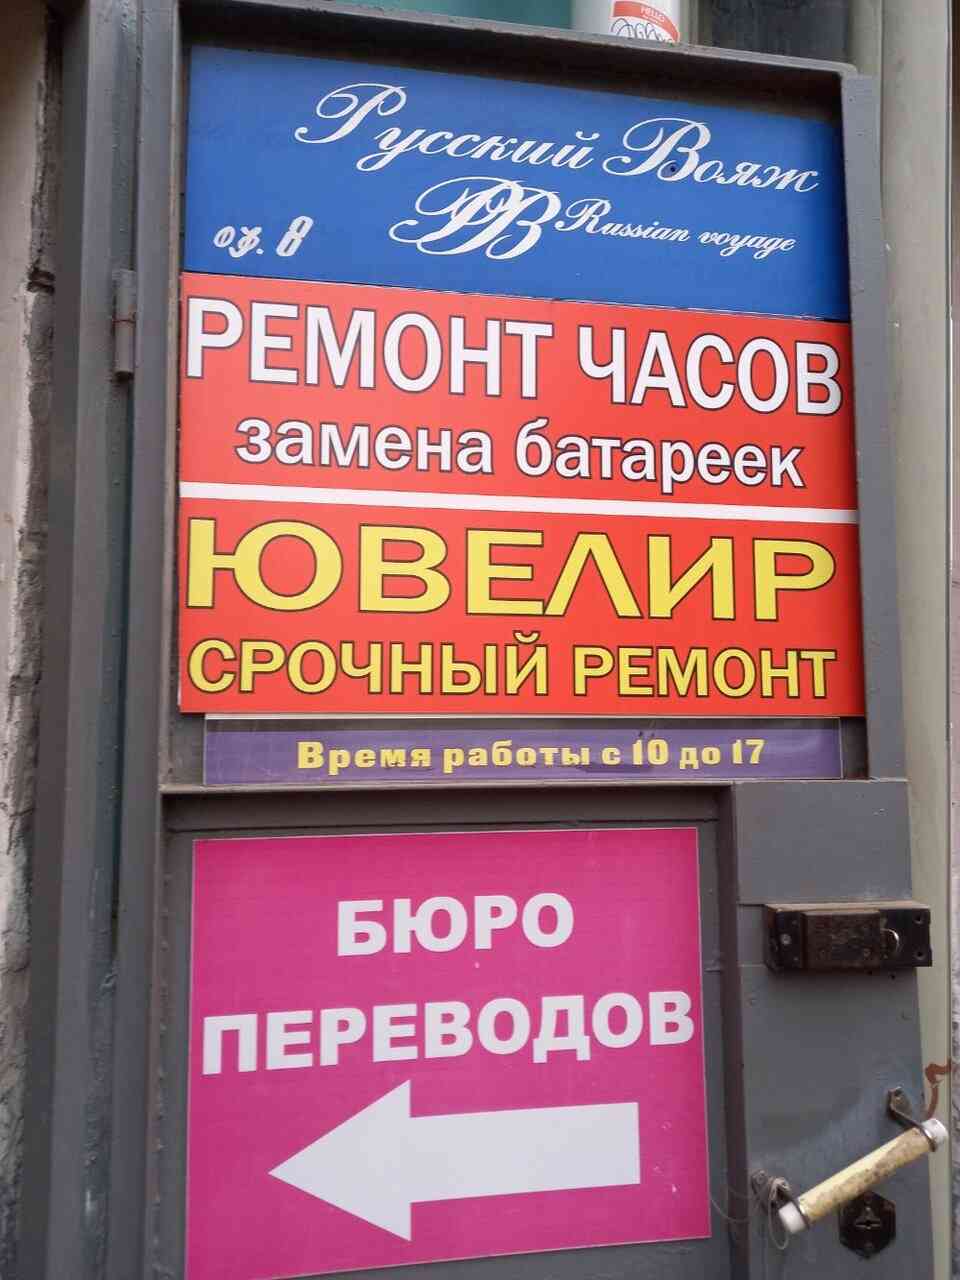 HELLO
Русский Вояж
РВ Russian voyage
оф. 8
РЕМОНТ ЧАСОВ
замена батареек
ЮВЕЛИР
СРОЧНЫЙ РЕМОНТ
Время работы с 10 до 17
БЮРО
ПЕРЕВОДОВ